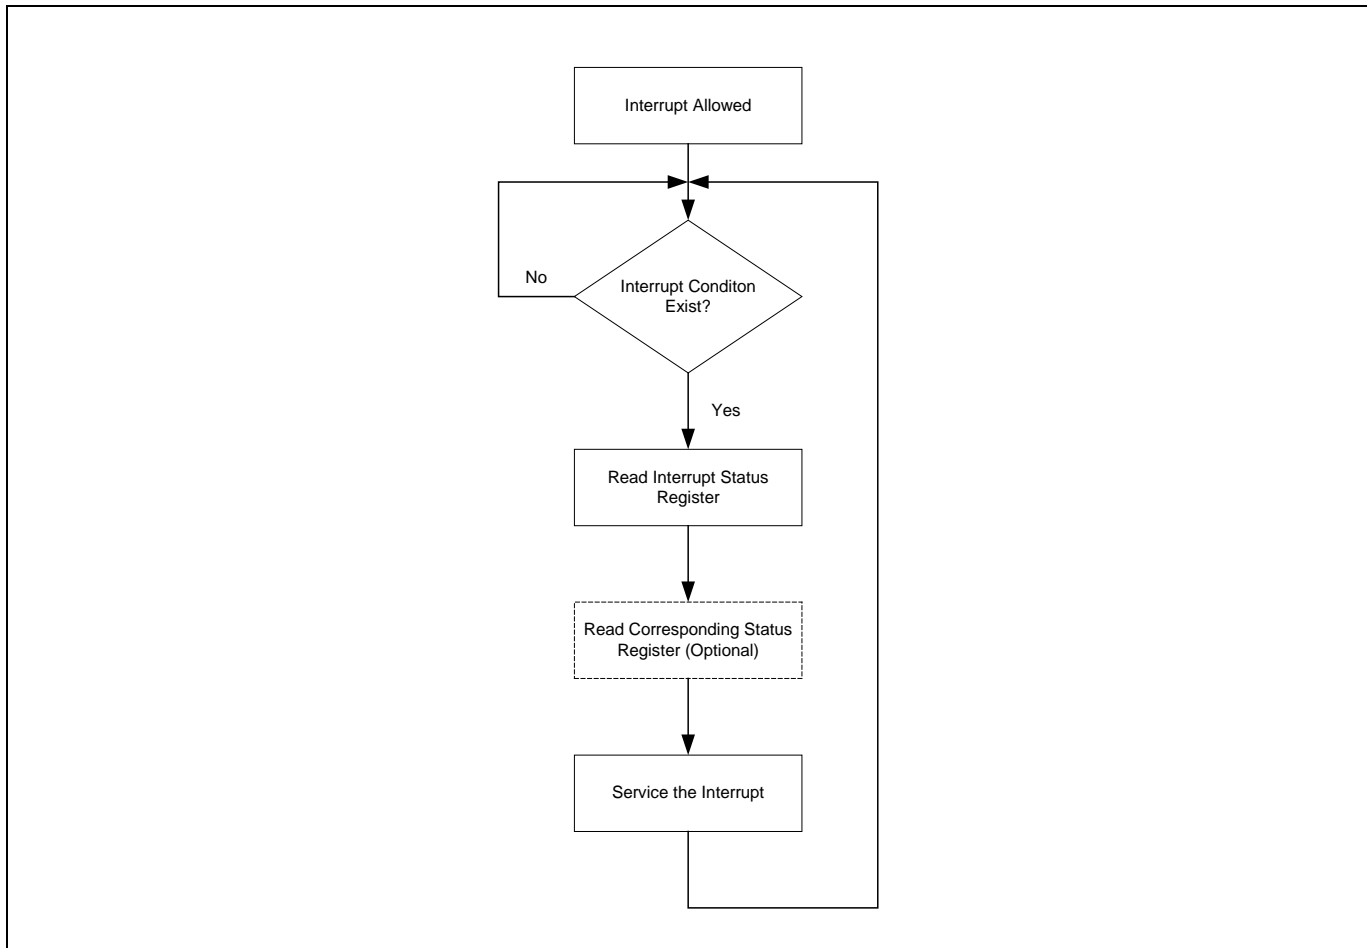 Interrupt Allowed
No
Interrupt Conditon
Exist?
Yes
Read Interrupt Status
Register
Read Corresponding Status
Register (Optional)
Service the Interrupt